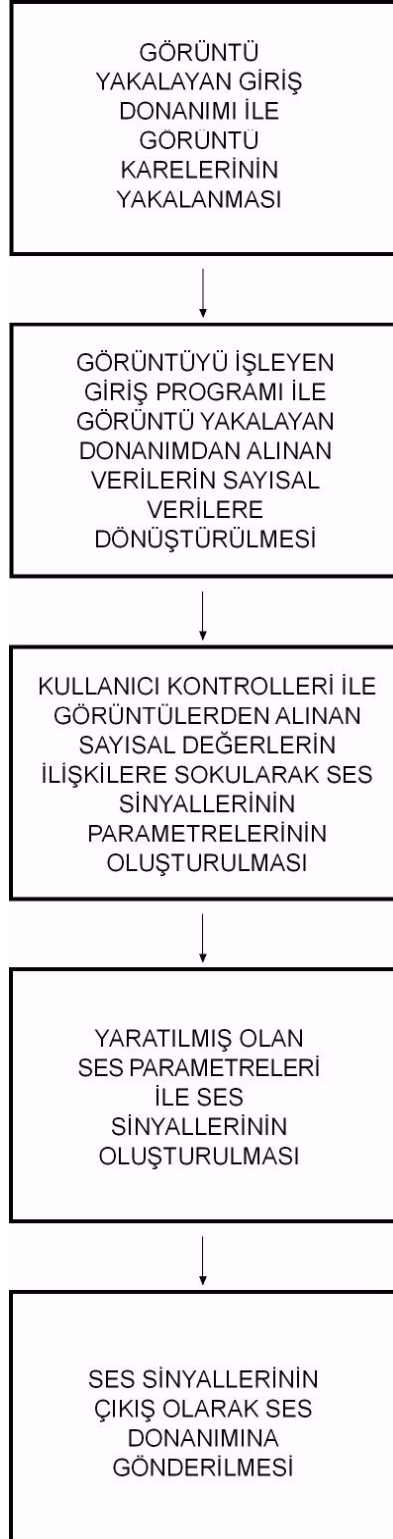 GÖRÜNTÜ
YAKALAYAN GİRİŞ
DONANIMI İLE
GÖRÜNTÜ
KARELERİNİN
YAKALANMASI
GÖRÜNTÜYÜ İŞLEYEN
GİRİŞ PROGRAMI İLE
GÖRÜNTÜ YAKALAYAN
DONANIMDAN ALINAN
VERİLERİN SAYISAL
VERİLERE
DÖNÜŞTÜRÜLMESİ
KULLANICI KONTROLLERİ İLE
GÖRÜNTÜLERDEN ALINAN
SAYISAL DEĞERLERİN
İLİŞKİLERE SOKULARAK SES
SİNYALLERİNİN
PARAMETRELERİNİN
OLUŞTURULMASI
YARATILMIŞ OLAN
SES PARAMETRELERİ
İLE SES
SİNYALLERİNİN
OLUŞTURULMASI
SES SİNYALLERİNİN
ÇIKIŞ OLARAK SES
DONANIMINA
GÖNDERİLMESİ